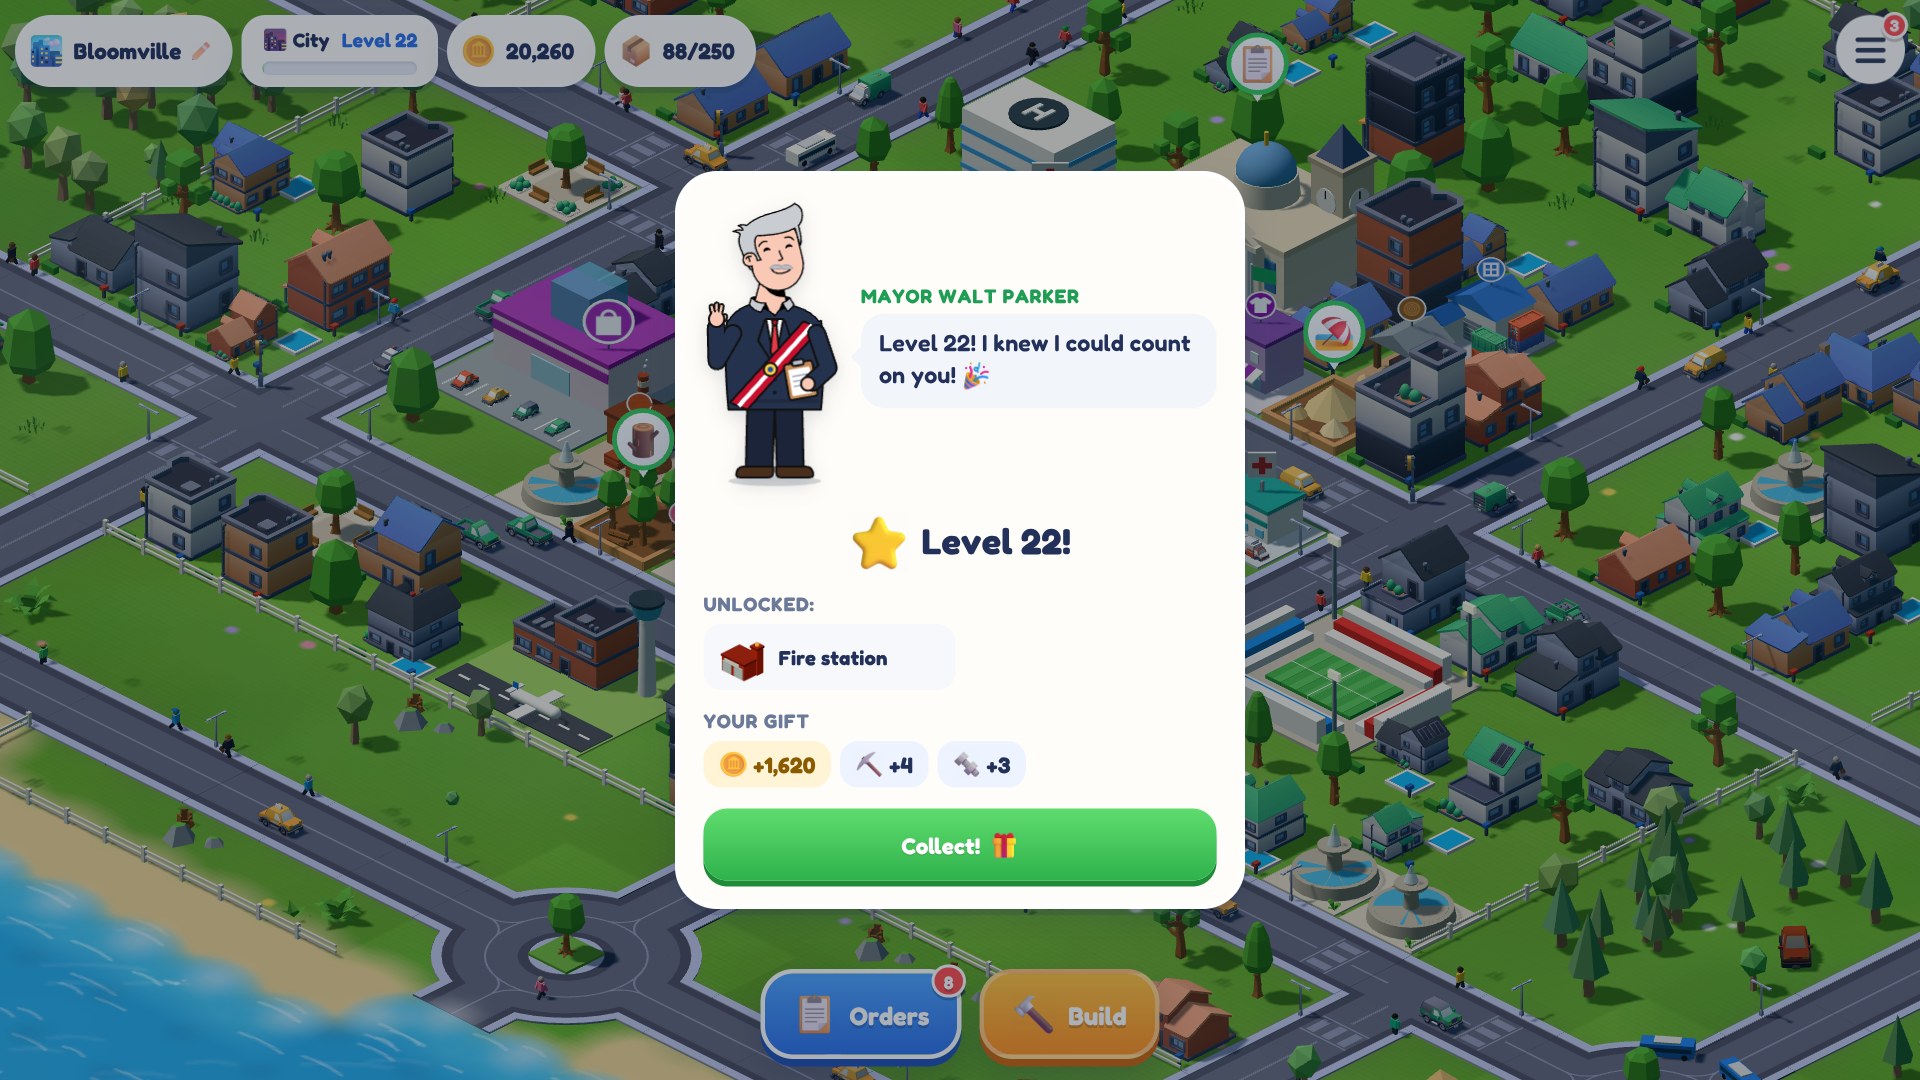 Bloomville
City Level 22
20,260
88/250
3
H
MAYOR WALT PARKER
Level 22! I knew I could count
on you! 🎉
Level 22!
UNLOCKED:
Fire station
YOUR GIFT
+1,620
+4
+3
Collect!
Orders
8
Build